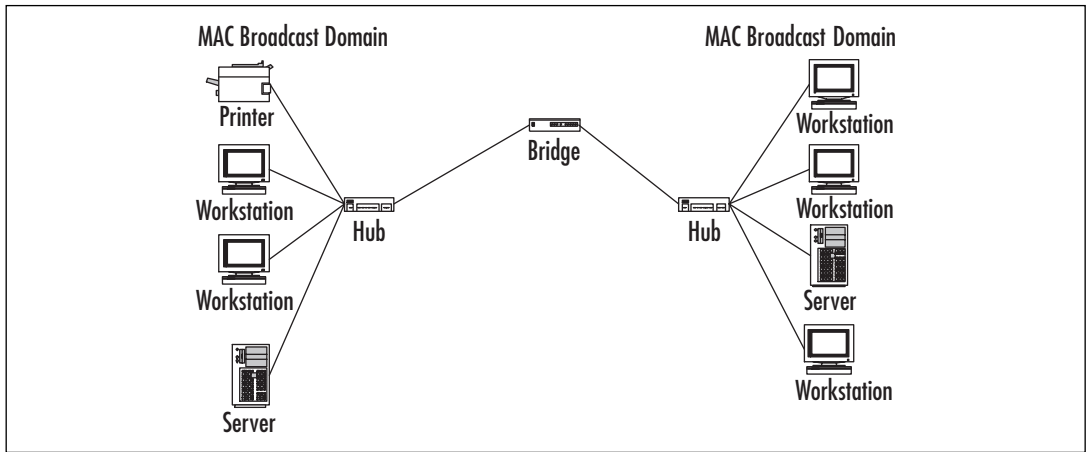 MAC Broadcast Domain
Printer
Workstation
Workstation
Server
Hub
Bridge
Hub
MAC Broadcast Domain
Workstation
Workstation
Server
Workstation